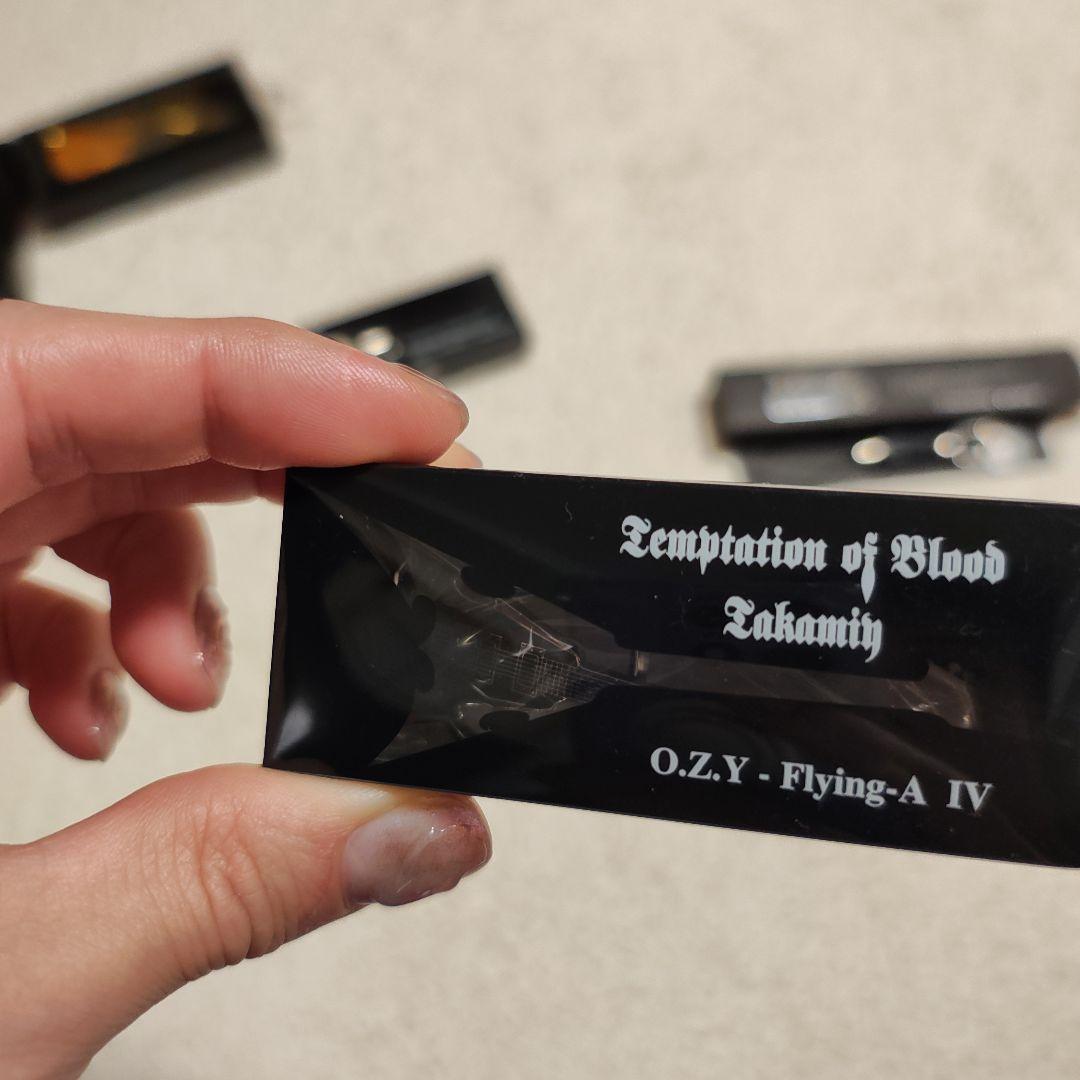 Temptation of Blood
Takamiy
O.Z.Y - Flying-A IV